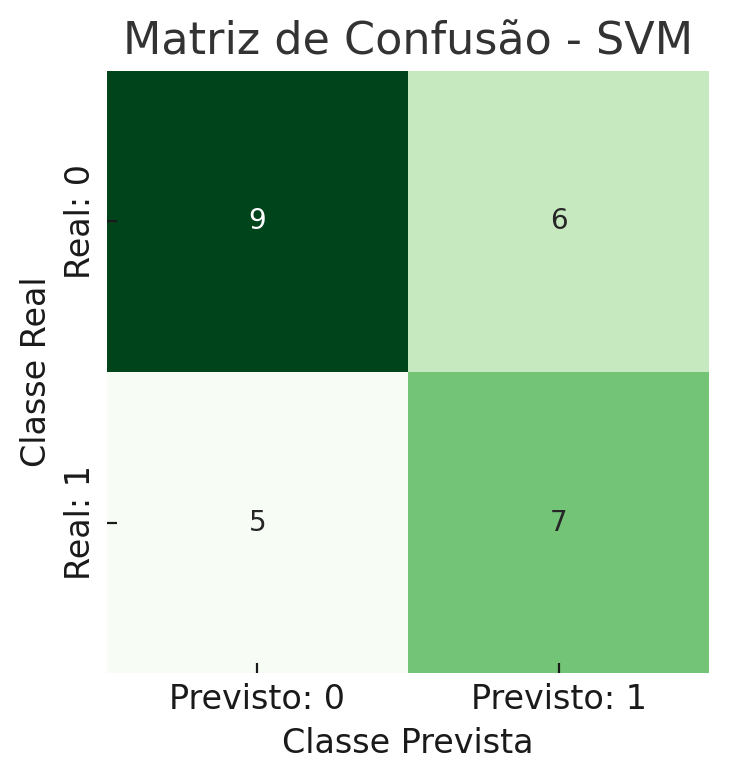 Matriz de Confusão - SVM
Classe Real
Real: 0
9
6
Real: 1
5
7
Previsto: 0
Previsto: 1
Classe Prevista